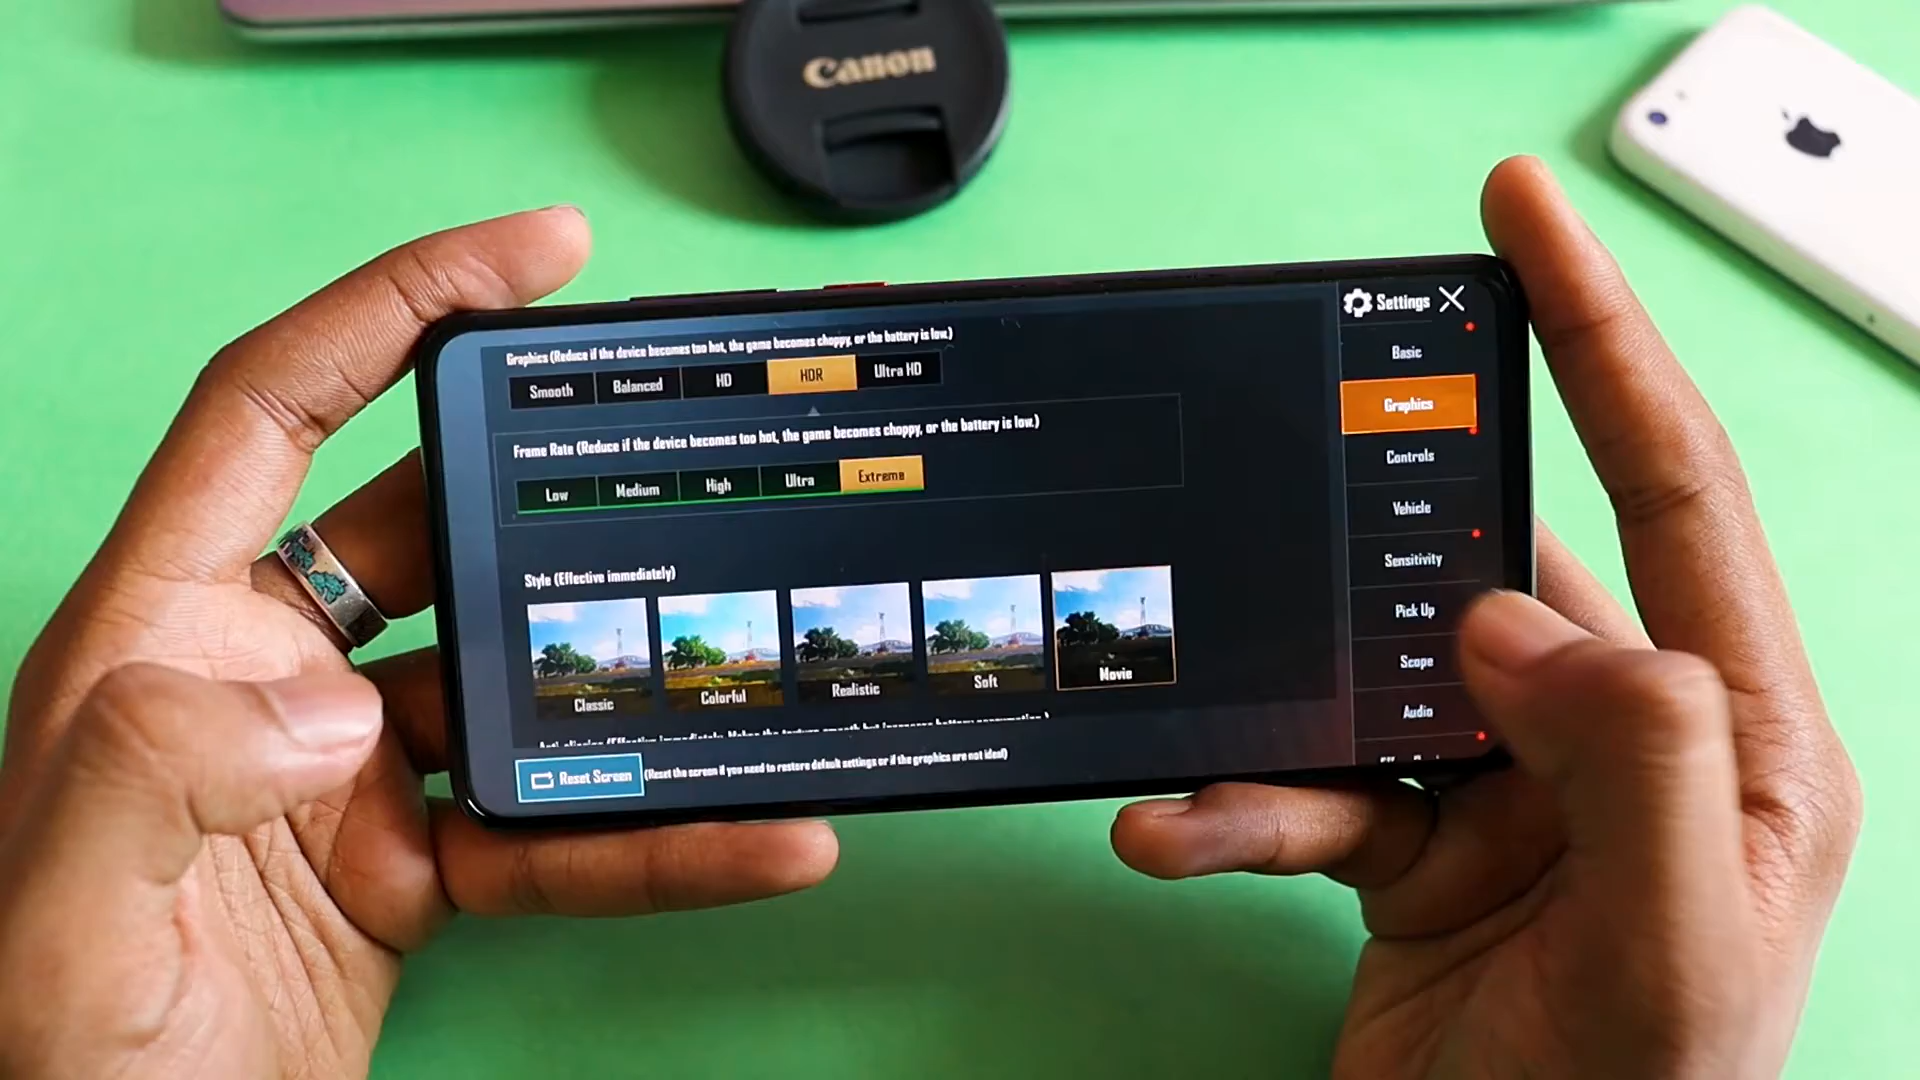 Canon
Settings
Graphics (Reduce if the device becomes too hot, the game becomes choppy, or the battery is low.)
Smooth Balanced HD HDR Ultra HD
Frame Rate (Reduce if the device becomes too hot, the game becomes choppy, or the battery is low.)
Low Medium High Ultra Extreme
Style (Effective immediately)
Classic Colorful Realistic Soft Movie
Reset Screen (Reset the screen if you need to restore default settings or if the graphics are not ideal)
Basic
Graphics
Controls
Vehicle
Sensitivity
Pick Up
Scope
Audio